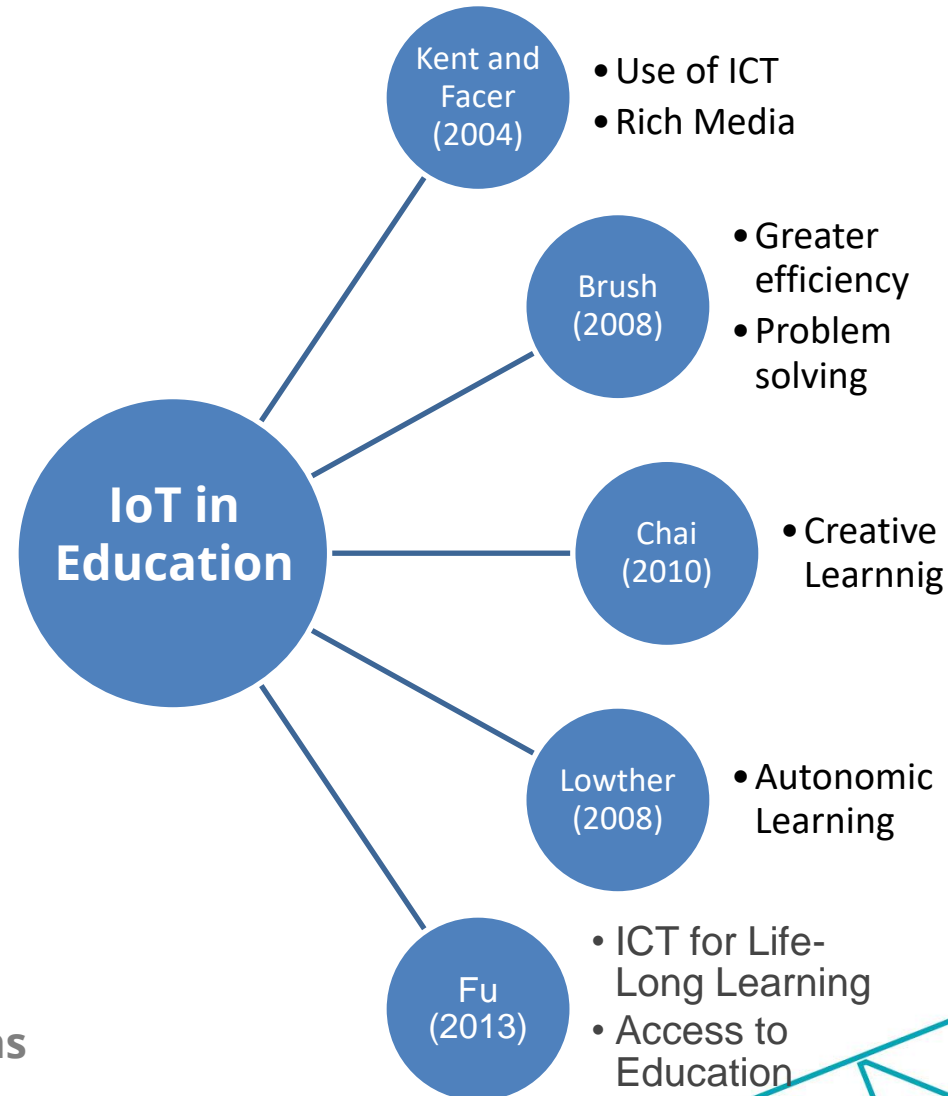 Kent and
Facer
(2004)
• Use of ICT
• Rich Media
Brush
(2008)
• Greater
efficiency
• Problem
solving
IoT in
Education
Chai
(2010)
• Creative
Learnnig
Lowther
(2008)
• Autonomic
Learning
Fu
(2013)
• ICT for Life-
Long Learning
• Access to
Education